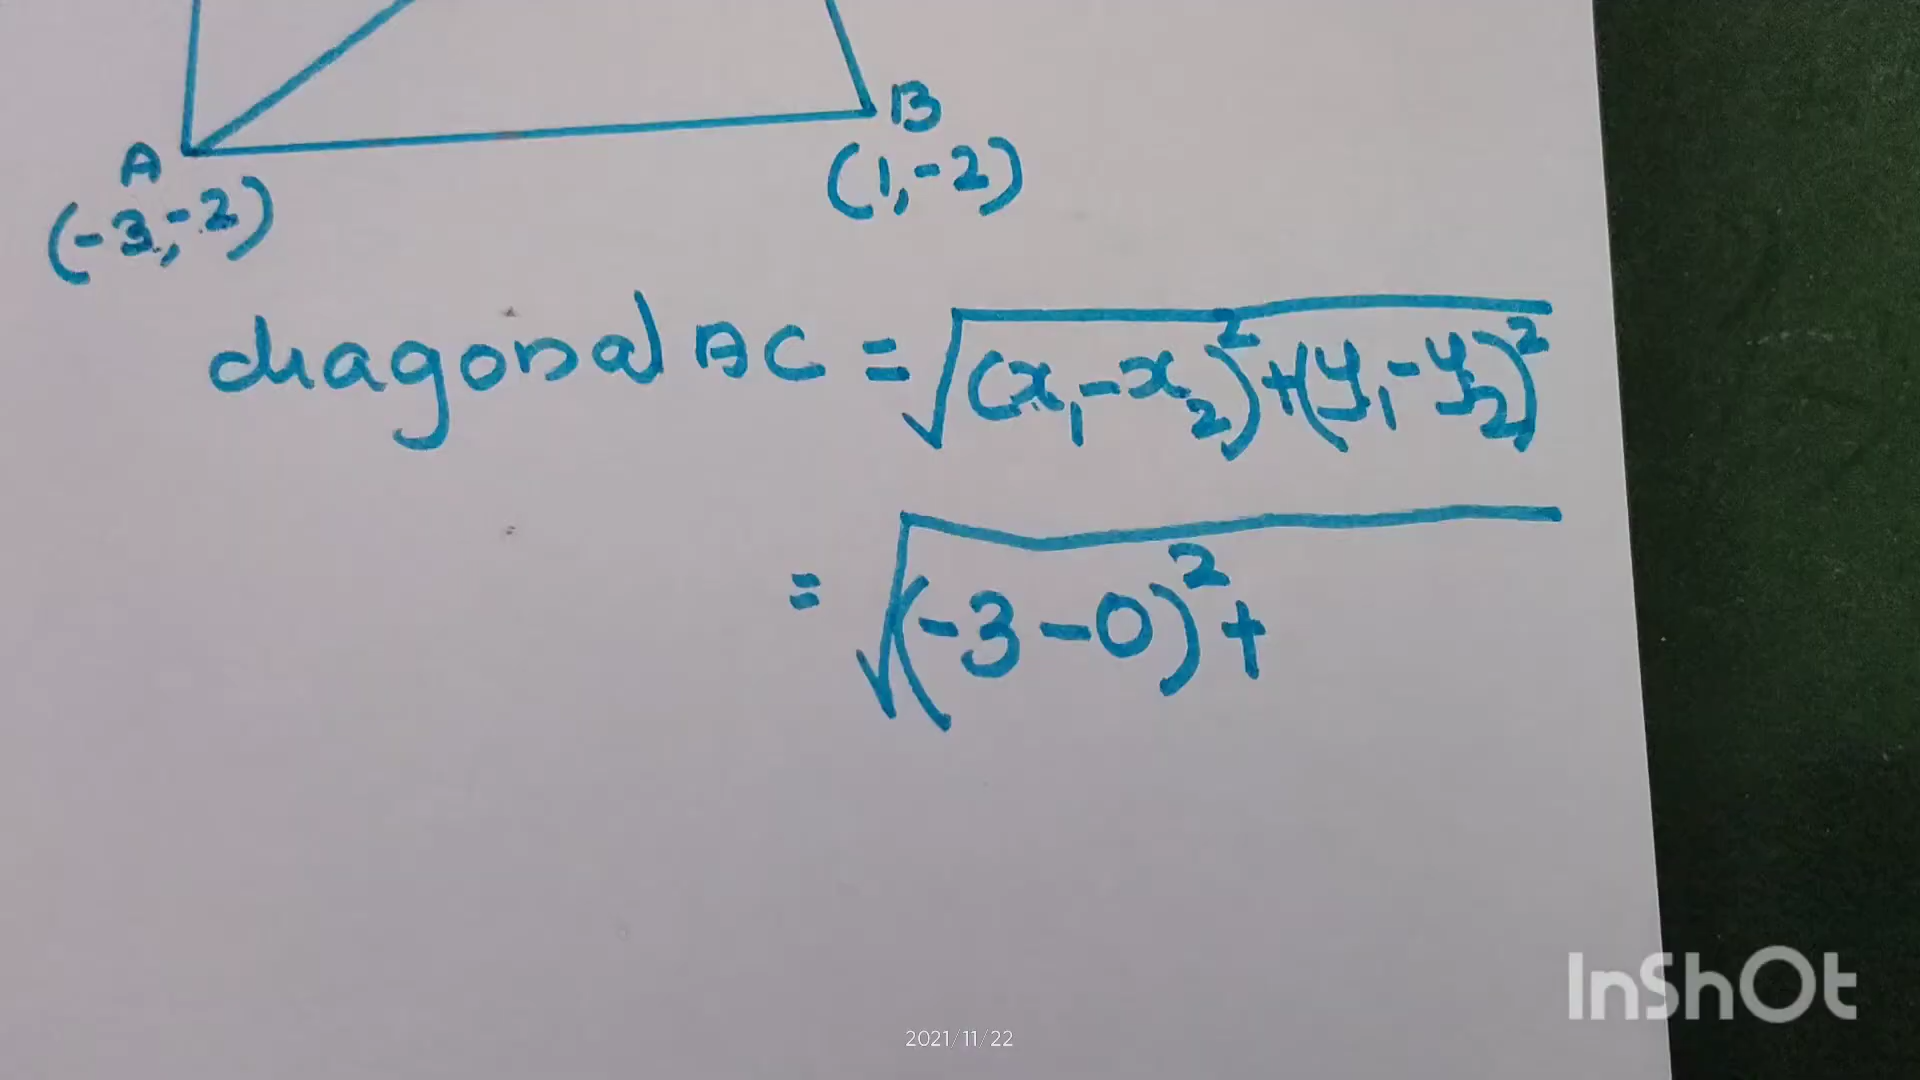 A
B
(-3,-2)
(1,-2)
diagonal AC = √(x₁-x₂)²+(y₁-y₂)²
= √(-3-0)²+
InShOt
2021/11/22